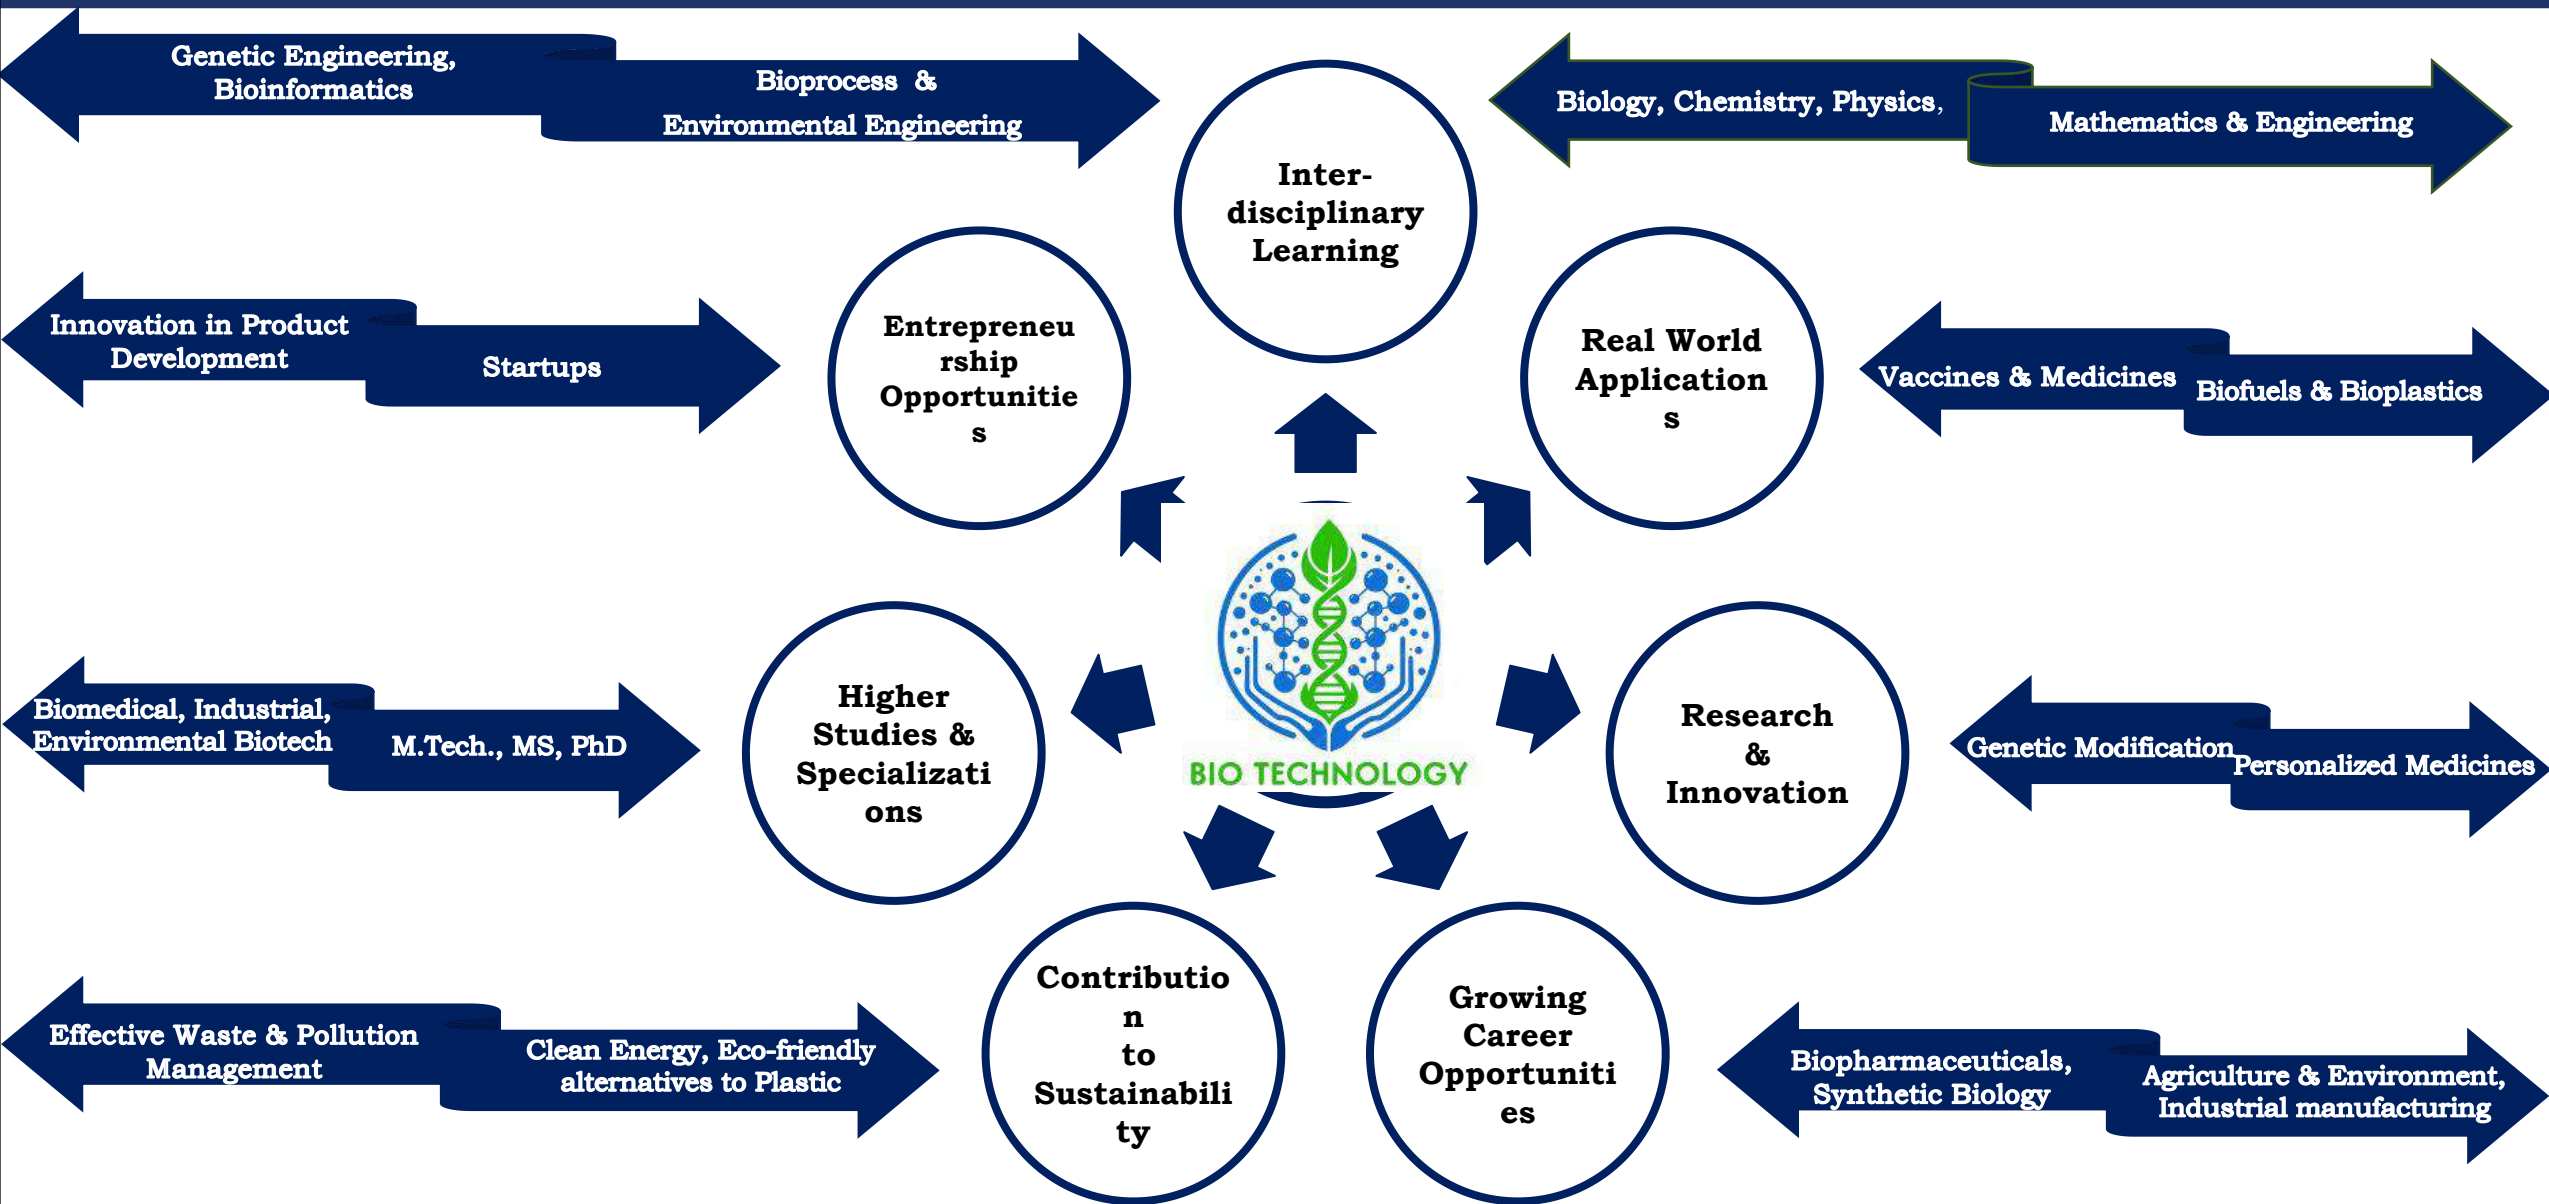 Genetic Engineering,
Bioinformatics
Bioprocess &
Environmental Engineering
Inter-
disciplinary
Learning
Biology, Chemistry, Physics,
Mathematics & Engineering
Innovation in Product
Development
Startups
Entrepreneu
rship
Opportunitie
s
Real World
Application
s
Vaccines & Medicines
Biofuels & Bioplastics
BIO TECHNOLOGY
Biomedical, Industrial,
Environmental Biotech
M.Tech., MS, PhD
Higher
Studies &
Specializati
ons
Research
&
Innovation
Genetic Modification
Personalized Medicines
Effective Waste & Pollution
Management
Clean Energy, Eco-friendly
alternatives to Plastic
Contributio
n
to
Sustainabili
ty
Growing
Career
Opportuniti
es
Biopharmaceuticals,
Synthetic Biology
Agriculture & Environment,
Industrial manufacturing